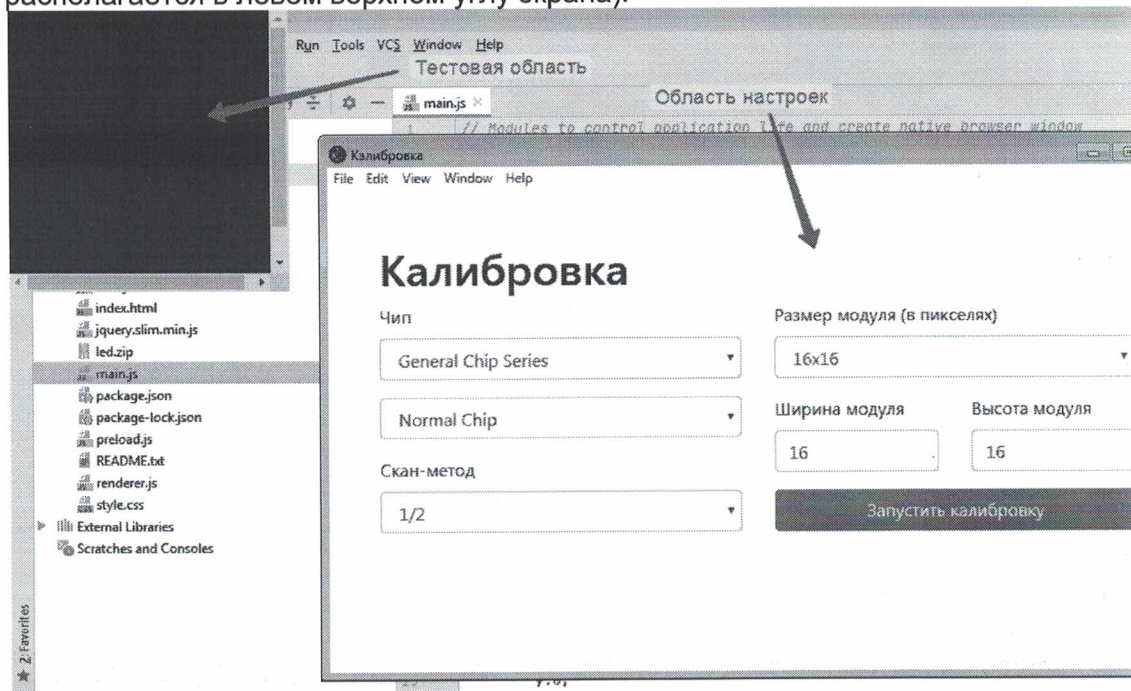 располагается в левом верхнем углу экрана).
Run Tools VCS Window Help
Тестовая область
main.js
Область настроек
1 // Modules to control application life and create native browser window
Калибровка
File Edit View Window Help
Калибровка
Чип
Размер модуля (в пикселях)
General Chip Series
16x16
Normal Chip
Ширина модуля
Высота модуля
16
16
Скан-метод
1/2
Запустить калибровку
index.html
jquery.slim.min.js
led.zip
main.js
package.json
package-lock.json
preload.js
README.txt
renderer.js
style.css
External Libraries
Scratches and Consoles
2: Favorites